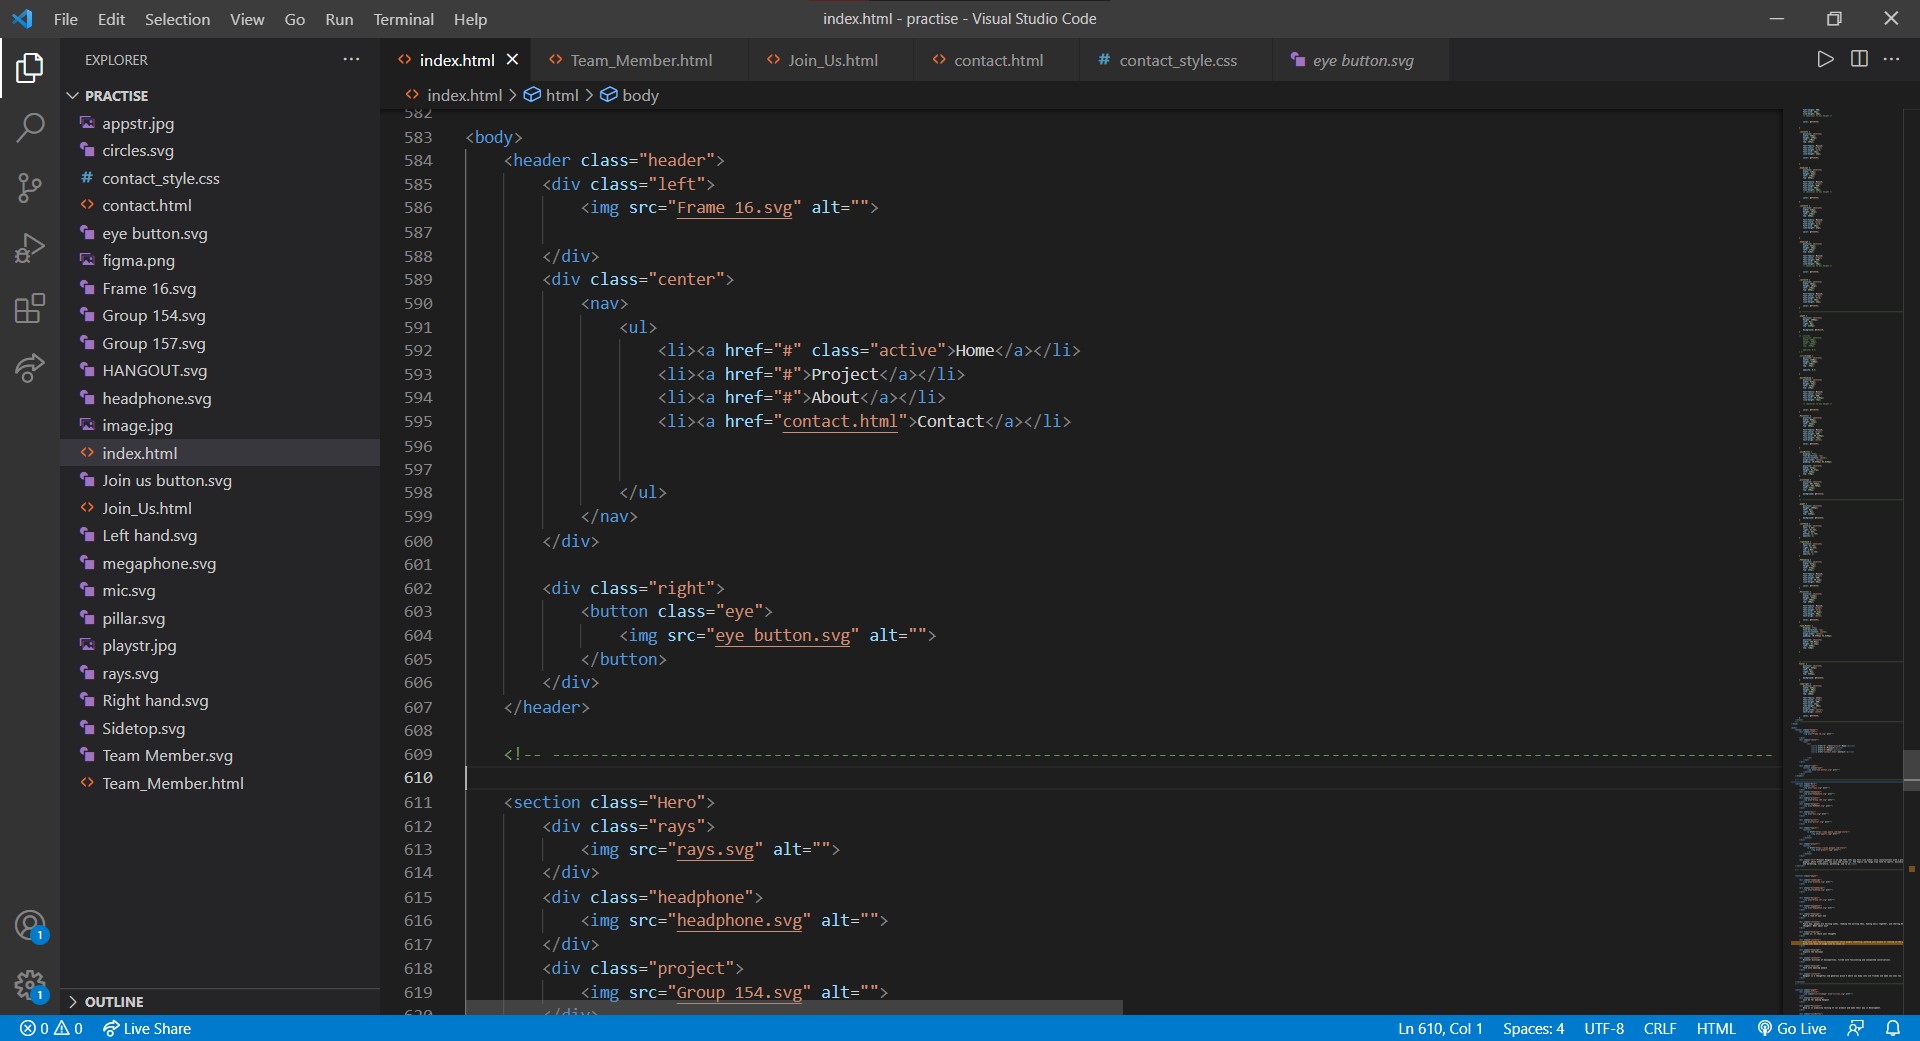 File Edit Selection View Go Run Terminal Help
index.html - practise - Visual Studio Code
EXPLORER
PRACTISE
appstr.jpg
circles.svg
contact_style.css
contact.html
eye button.svg
figma.png
Frame 16.svg
Group 154.svg
Group 157.svg
HANGOUT.svg
headphone.svg
image.jpg
index.html
Join us button.svg
Join_Us.html
Left hand.svg
megaphone.svg
mic.svg
pillar.svg
playstr.jpg
rays.svg
Right hand.svg
Sidetop.svg
Team Member.svg
Team_Member.html
OUTLINE
index.html Team_Member.html Join_Us.html contact.html contact_style.css eye button.svg
index.html > html > body
582
583 <body>
584 <header class="header">
585 <div class="left">
586 <img src="Frame 16.svg" alt="">
587
588 </div>
589 <div class="center">
590 <nav>
591 <ul>
592 <li><a href="#" class="active">Home</a></li>
593 <li><a href="#">Project</a></li>
594 <li><a href="#">About</a></li>
595 <li><a href="contact.html">Contact</a></li>
596
597
598 </ul>
599 </nav>
600 </div>
601
602 <div class="right">
603 <button class="eye">
604 <img src="eye button.svg" alt="">
605 </button>
606 </div>
607 </header>
608
609 <!-- --------------------------------------------------------------------------------
610
611 <section class="Hero">
612 <div class="rays">
613 <img src="rays.svg" alt="">
614 </div>
615 <div class="headphone">
616 <img src="headphone.svg" alt="">
617 </div>
618 <div class="project">
619 <img src="Group 154.svg" alt="">
620 </div>
1
1
0 0 Live Share
Ln 610, Col 1 Spaces: 4 UTF-8 CRLF HTML Go Live